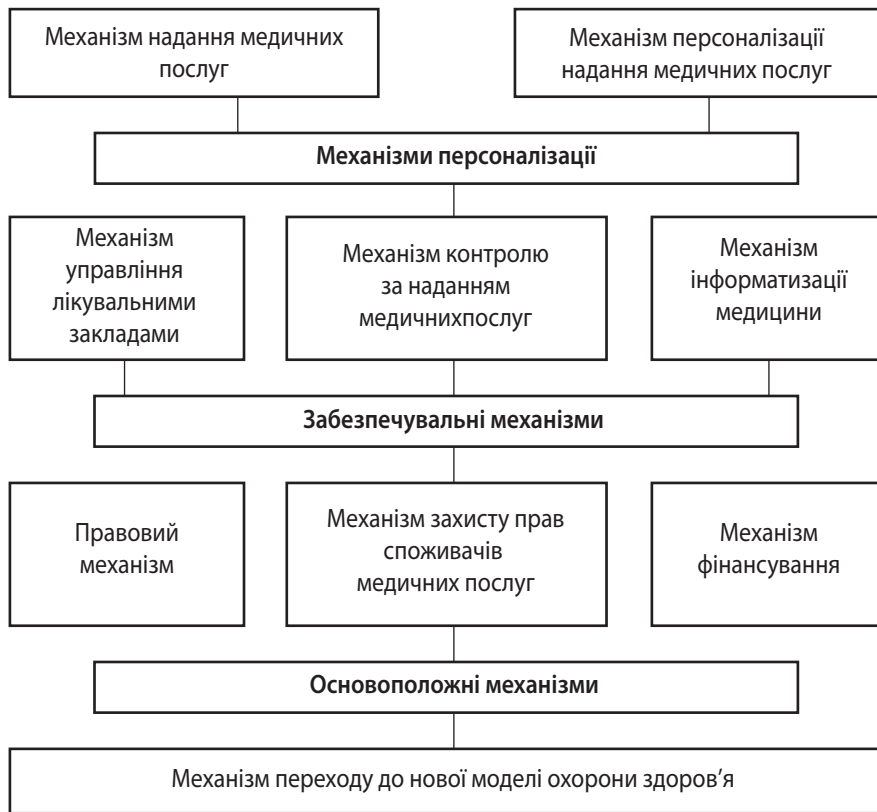 Механізм надання медичних
послуг
Механізм персоналізації
надання медичних послуг
Механізми персоналізації
Механізм
управління
лікувальними
закладами
Механізм контролю
за наданням
медичнихпослуг
Механізм
інформатизації
медицини
Забезпечувальні механізми
Правовий
механізм
Механізм захисту прав
споживачів
медичних послуг
Механізм
фінансування
Основоположні механізми
Механізм переходу до нової моделі охорони здоров’я